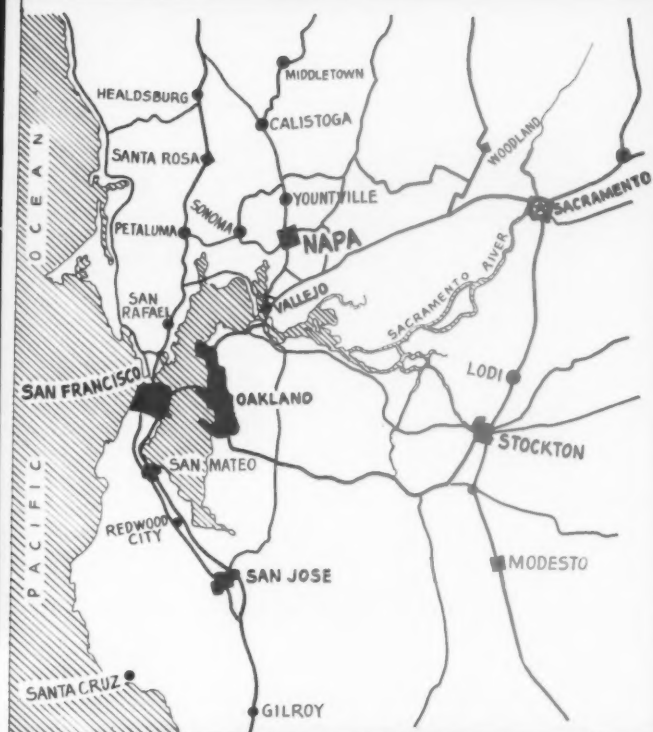 MIDDLETOWN
HEALDSBURG
CALISTOGA
WOODLAND
SANTA ROSA
YOUNTVILLE
SACRAMENTO
SONOMA
PETALUMA
NAPA
OCEAN
SACRAMENTO RIVER
VALLEJO
SAN
RAFAEL
LODI
SAN FRANCISCO
OAKLAND
STOCKTON
SAN MATEO
REDWOOD
CITY
PACIFIC
SAN JOSE
MODESTO
SANTA CRUZ
GILROY